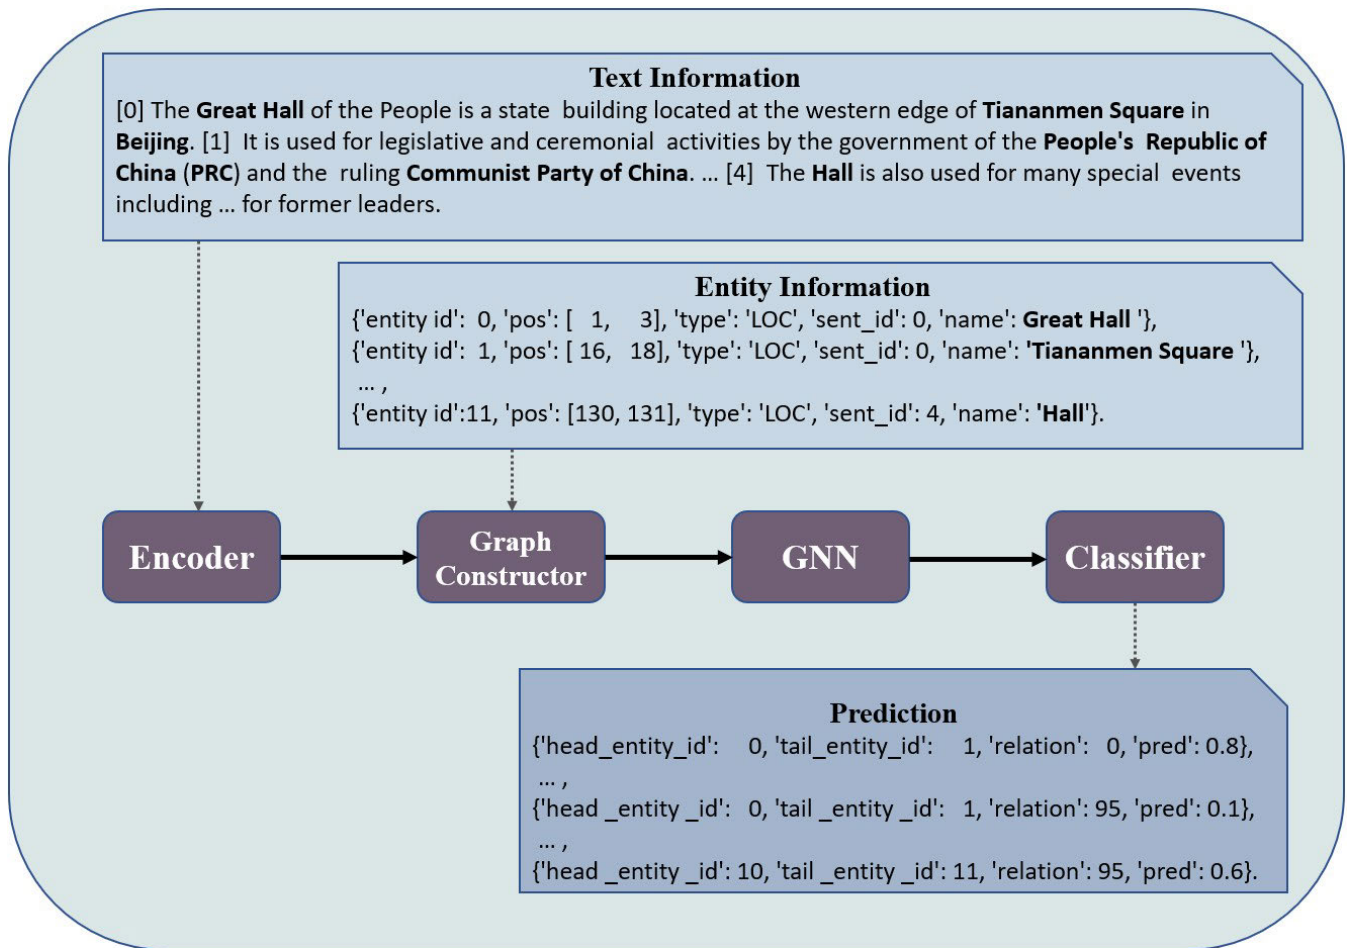 Text Information
[0] The Great Hall of the People is a state building located at the western edge of Tiananmen Square in
Beijing. [1] It is used for legislative and ceremonial activities by the government of the People's Republic of
China (PRC) and the ruling Communist Party of China. ... [4] The Hall is also used for many special events
including ... for former leaders.
Entity Information
{'entity id': 0, 'pos': [ 1, 3], 'type': 'LOC', 'sent_id': 0, 'name': Great Hall '},
{'entity id': 1, 'pos': [ 16, 18], 'type': 'LOC', 'sent_id': 0, 'name': 'Tiananmen Square '},
... ,
{'entity id':11, 'pos': [130, 131], 'type': 'LOC', 'sent_id': 4, 'name': 'Hall'}.
Encoder
Graph
Constructor
GNN
Classifier
Prediction
{'head_entity_id': 0, 'tail_entity_id': 1, 'relation': 0, 'pred': 0.8},
... ,
{'head _entity _id': 0, 'tail _entity _id': 1, 'relation': 95, 'pred': 0.1},
... ,
{'head _entity _id': 10, 'tail _entity _id': 11, 'relation': 95, 'pred': 0.6}.